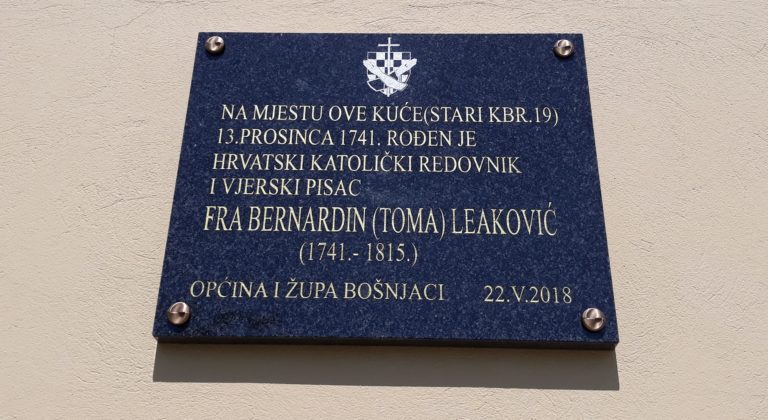 NA MJESTU OVE KUĆE(STARI KBR.19)
13.PROSINCA 1741. ROĐEN JE
HRVATSKI KATOLIČKI REDOVNIK
I VJERSKI PISAC
FRA BERNARDIN (TOMA) LEAKOVIĆ
(1741.- 1815.)
OPĆINA I ŽUPA BOŠNJACI 22.V.2018